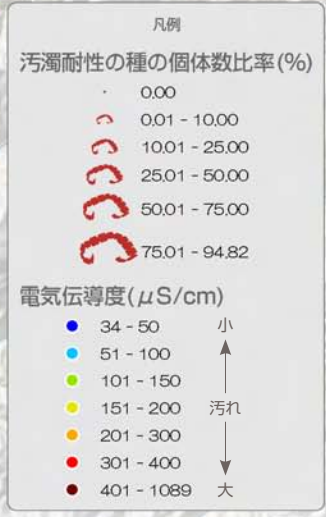 凡例
汚濁耐性の種の個体数比率(%)
0.00
0.01 - 10.00
10.01 - 25.00
25.01 - 50.00
50.01 - 75.00
75.01 - 94.82
電気伝導度(μS/cm)
34 - 50 小
51 - 100
101 - 150
151 - 200 汚れ
201 - 300
301 - 400
401 - 1089 大